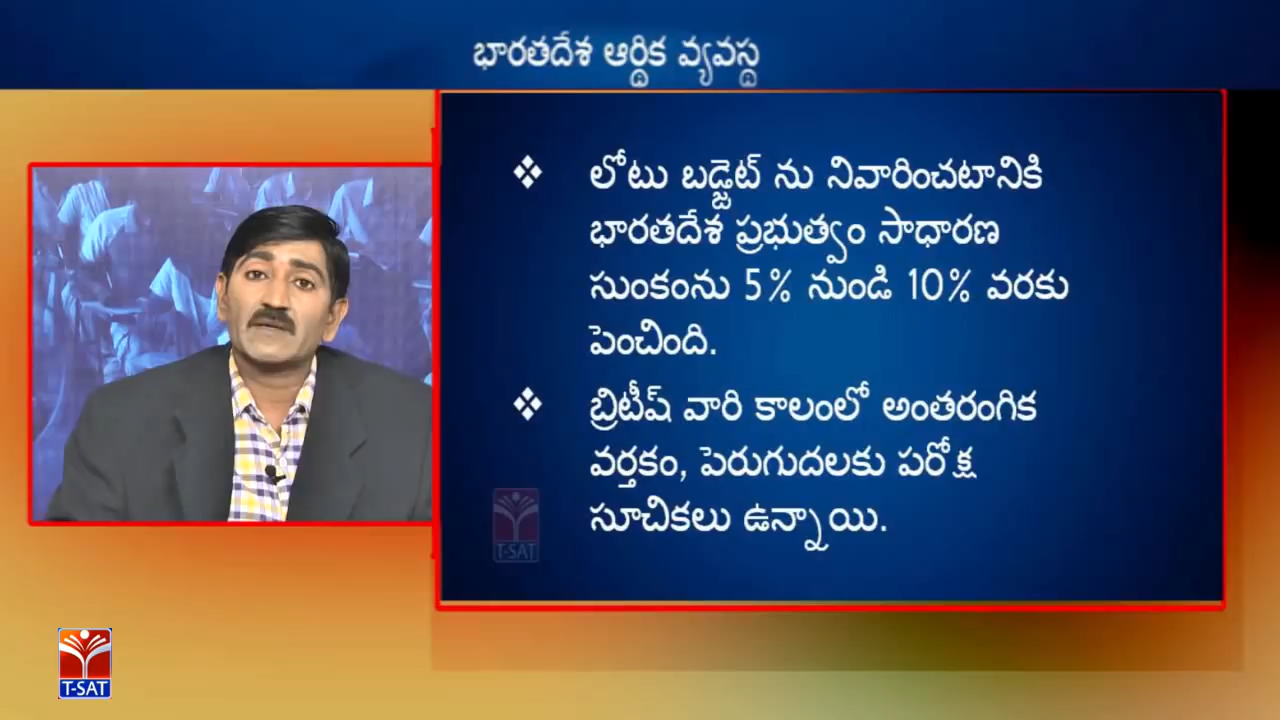 భారతదేశ ఆర్థిక వ్యవస్థ
❖ లోటు బడ్జెట్ ను నివారించటానికి
భారతదేశ ప్రభుత్వం సాధారణ
సుంకంను 5% నుండి 10% వరకు
పెంచింది.
❖ బ్రిటీష్ వారి కాలంలో అంతరంగిక
వర్తకం, పెరుగుదలకు పరోక్ష
సూచికలు ఉన్నాయి.
T-SAT
T-SAT